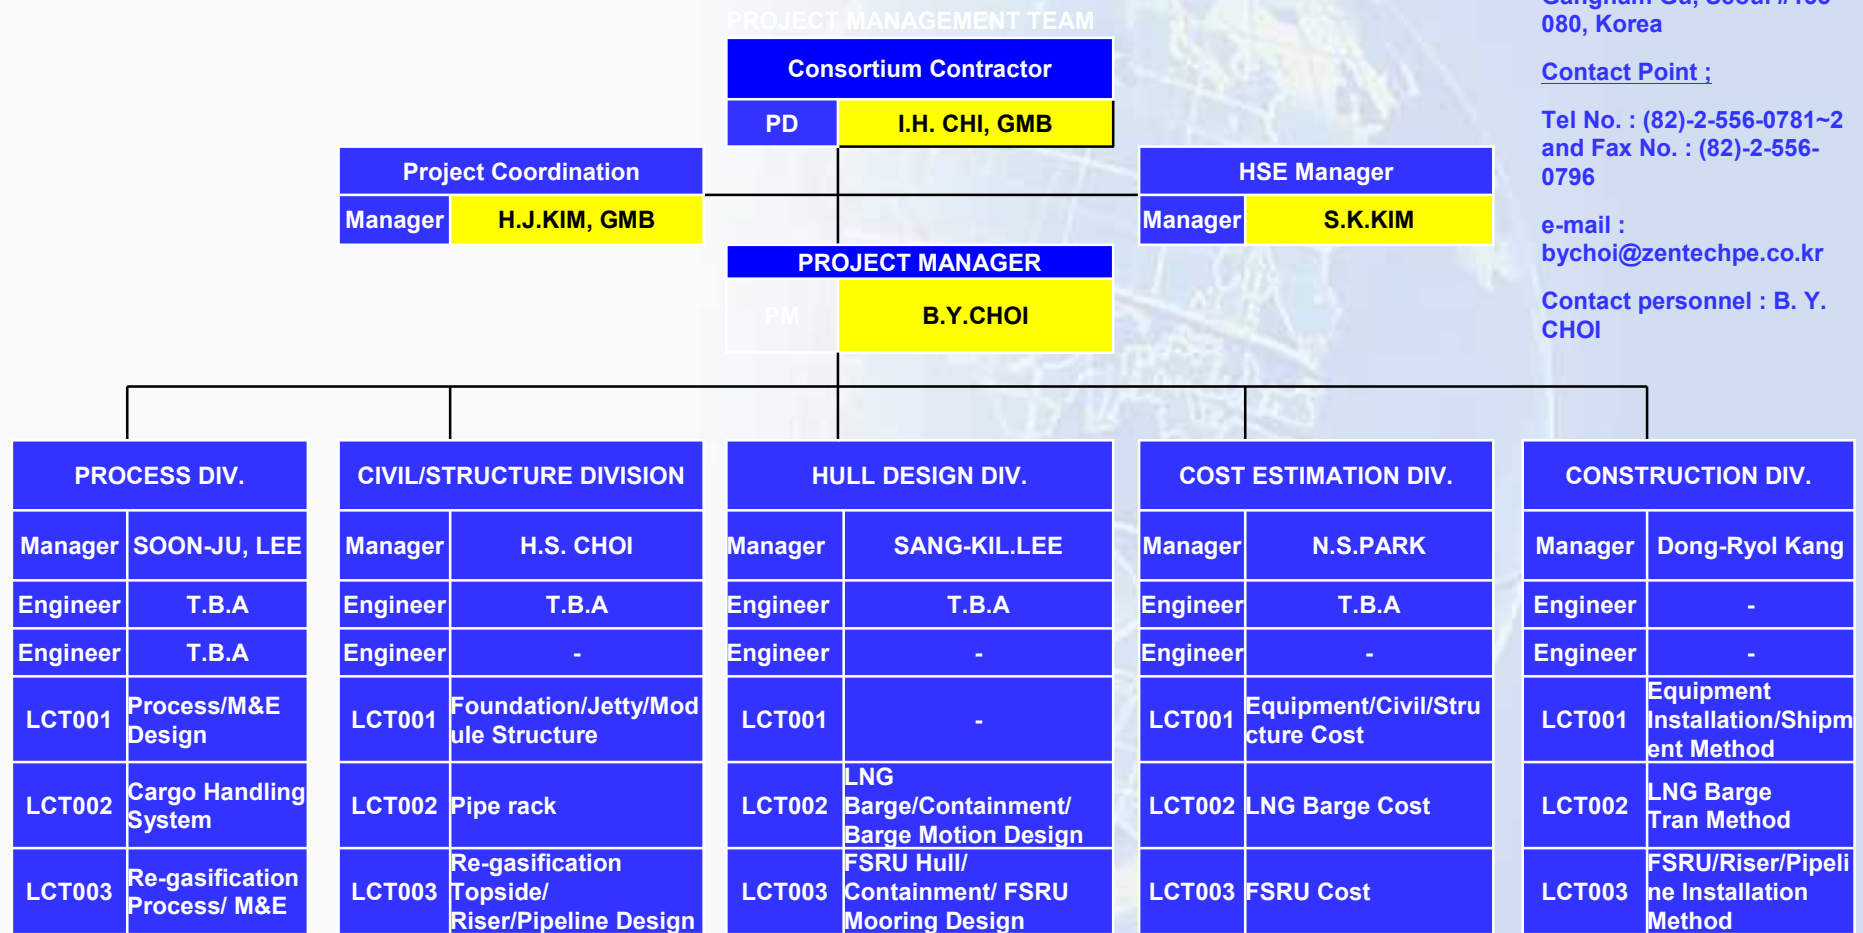 PROJECT MANAGEMENT TEAM
Consortium Contractor
PD I.H. CHI, GMB
Project Coordination
Manager H.J.KIM, GMB
HSE Manager
Manager S.K.KIM
PROJECT MANAGER
PM B.Y.CHOI
080, Korea
Contact Point ;
Tel No. : (82)-2-556-0781~2
and Fax No. : (82)-2-556-
0796
e-mail :
bychoi@zentechpe.co.kr
Contact personnel : B. Y.
CHOI
PROCESS DIV.
Manager SOON-JU, LEE
Engineer T.B.A
Engineer T.B.A
LCT001 Process/M&E
Design
LCT002 Cargo Handling
System
LCT003 Re-gasification
Process/ M&E
CIVIL/STRUCTURE DIVISION
Manager H.S. CHOI
Engineer T.B.A
Engineer -
LCT001 Foundation/Jetty/Mod
ule Structure
LCT002 Pipe rack
LCT003 Re-gasification
Topside/
Riser/Pipeline Design
HULL DESIGN DIV.
Manager SANG-KIL.LEE
Engineer T.B.A
Engineer -
LCT001 -
LCT002 LNG
Barge/Containment/
Barge Motion Design
LCT003 FSRU Hull/
Containment/ FSRU
Mooring Design
COST ESTIMATION DIV.
Manager N.S.PARK
Engineer T.B.A
Engineer -
LCT001 Equipment/Civil/Stru
cture Cost
LCT002 LNG Barge Cost
LCT003 FSRU Cost
CONSTRUCTION DIV.
Manager Dong-Ryol Kang
Engineer -
Engineer -
LCT001 Equipment
Installation/Shipm
ent Method
LCT002 LNG Barge
Tran Method
LCT003 FSRU/Riser/Pipeli
ne Installation
Method